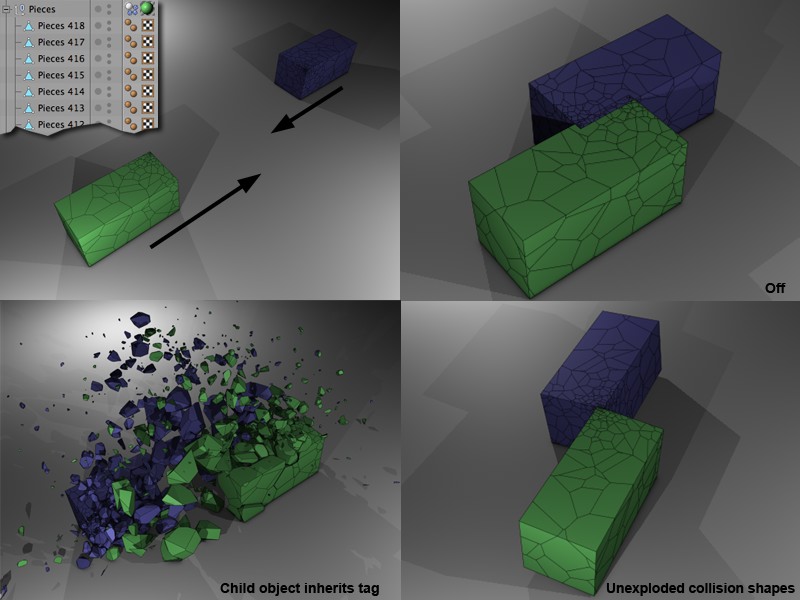 Pieces
Pieces 418
Pieces 417
Pieces 416
Pieces 415
Pieces 414
Pieces 413
Pieces 412
Off
Child object inherits tag
Unexploded collision shapes